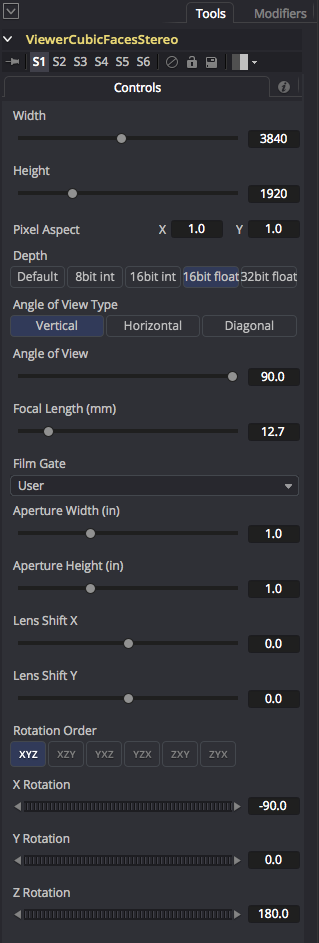 Tools Modifiers
ViewerCubicFacesStereo
S1 S2 S3 S4 S5 S6
Controls
Width
3840
Height
1920
Pixel Aspect X 1.0 Y 1.0
Depth
Default 8bit int 16bit int 16bit float 32bit float
Angle of View Type
Vertical Horizontal Diagonal
Angle of View
90.0
Focal Length (mm)
12.7
Film Gate
User
Aperture Width (in)
1.0
Aperture Height (in)
1.0
Lens Shift X
0.0
Lens Shift Y
0.0
Rotation Order
XYZ XZY YXZ YZX ZXY ZYX
X Rotation
-90.0
Y Rotation
0.0
Z Rotation
180.0